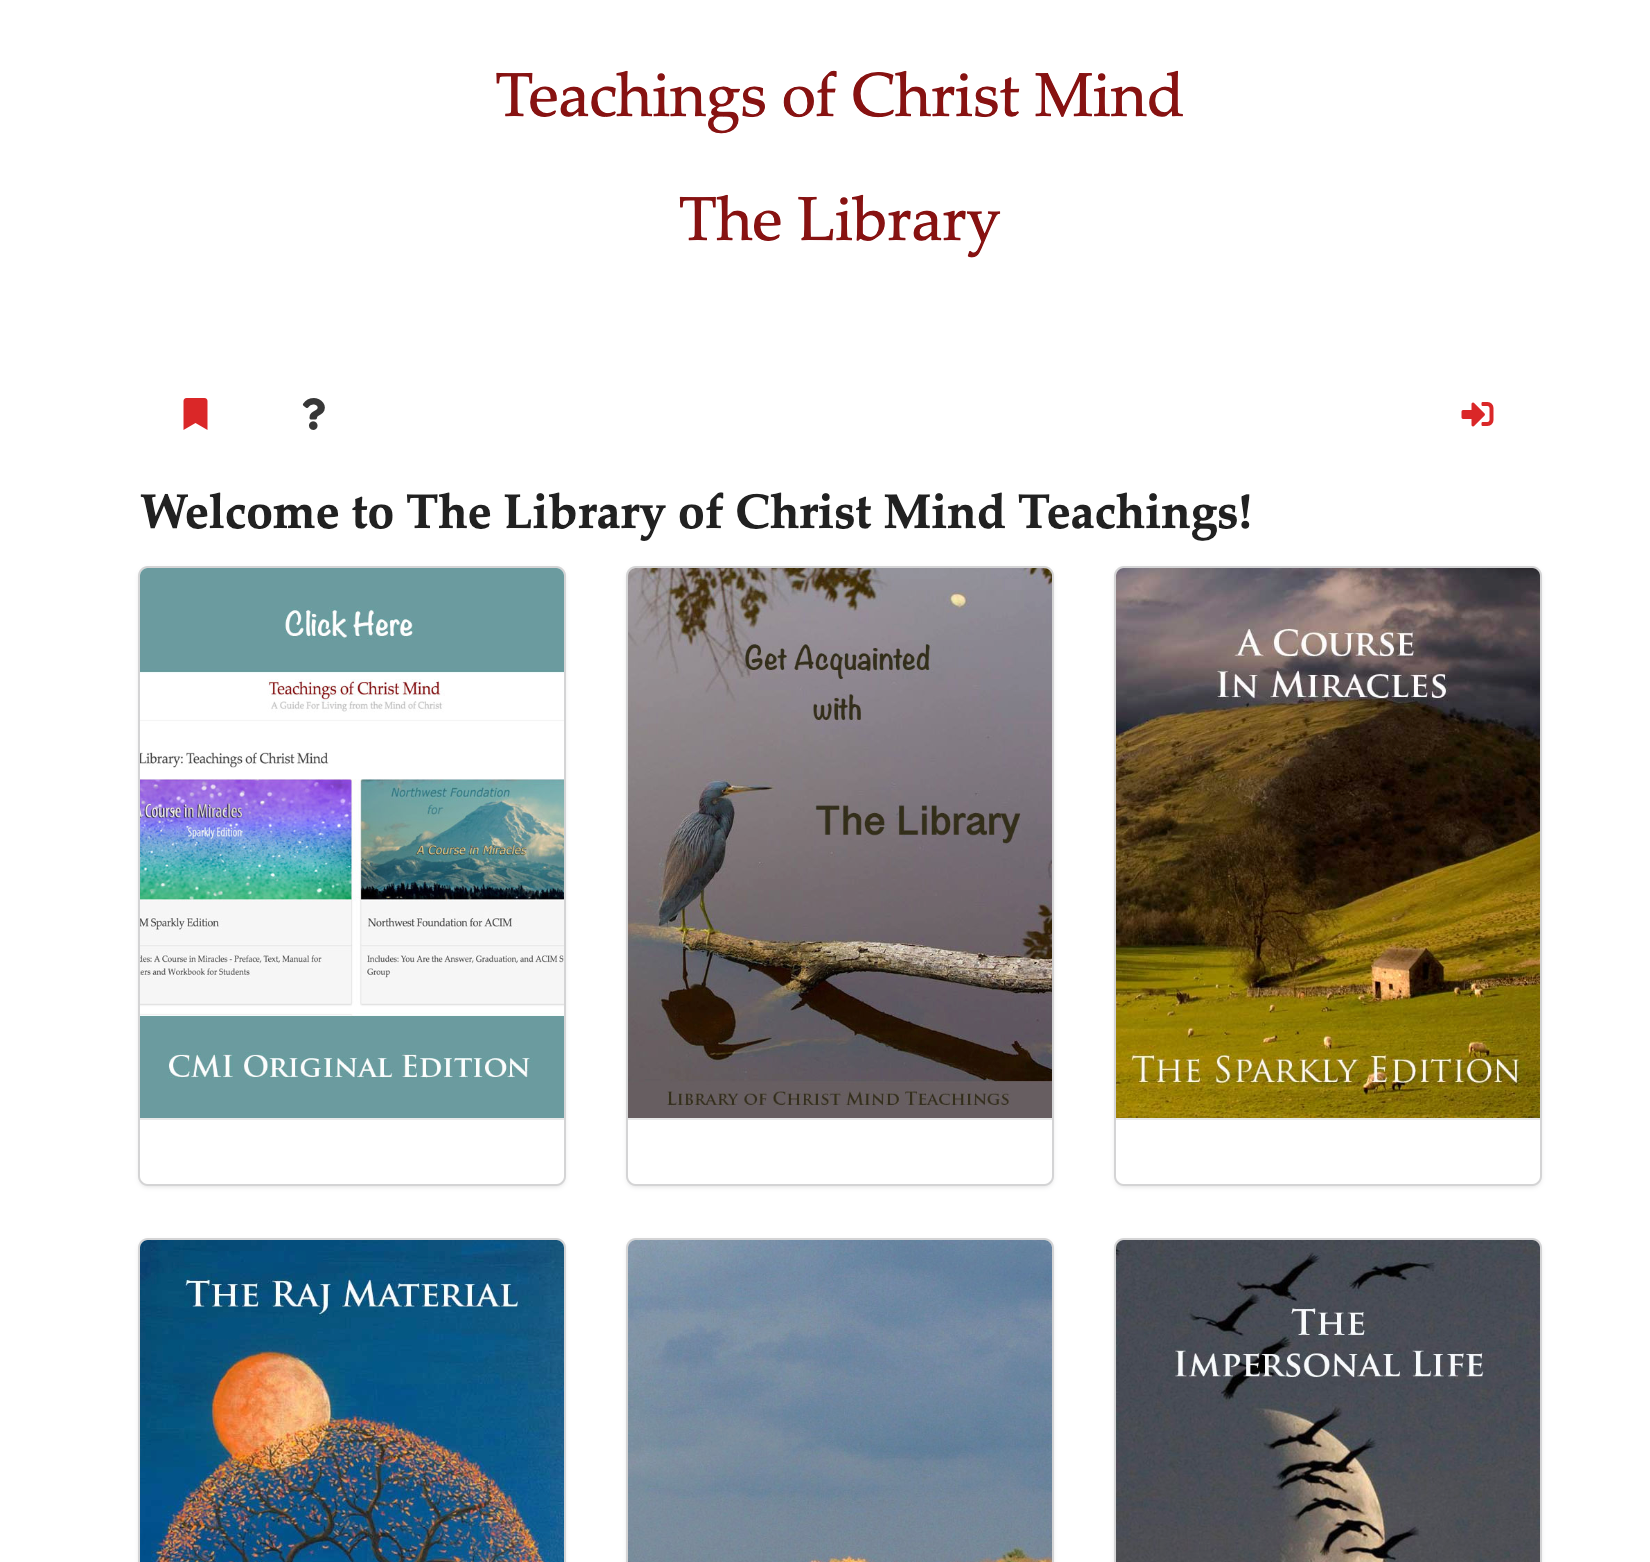 Teachings of Christ Mind
The Library
?
Welcome to The Library of Christ Mind Teachings!
Click Here
Teachings of Christ Mind
A Guide For Living from the Mind of Christ
Library: Teachings of Christ Mind
Course in Miracles
Sparkly Edition
Northwest Foundation
for
A Course in Miracles
M Sparkly Edition
Northwest Foundation for ACIM
des: A Course in Miracles - Preface, Text, Manual for
ers and Workbook for Students
Includes: You Are the Answer, Graduation, and ACIM S
Group
CMI Original Edition
Get Acquainted
with
The Library
Library of Christ Mind Teachings
A Course
In Miracles
The Sparkly Edition
The Raj Material
The
Impersonal Life